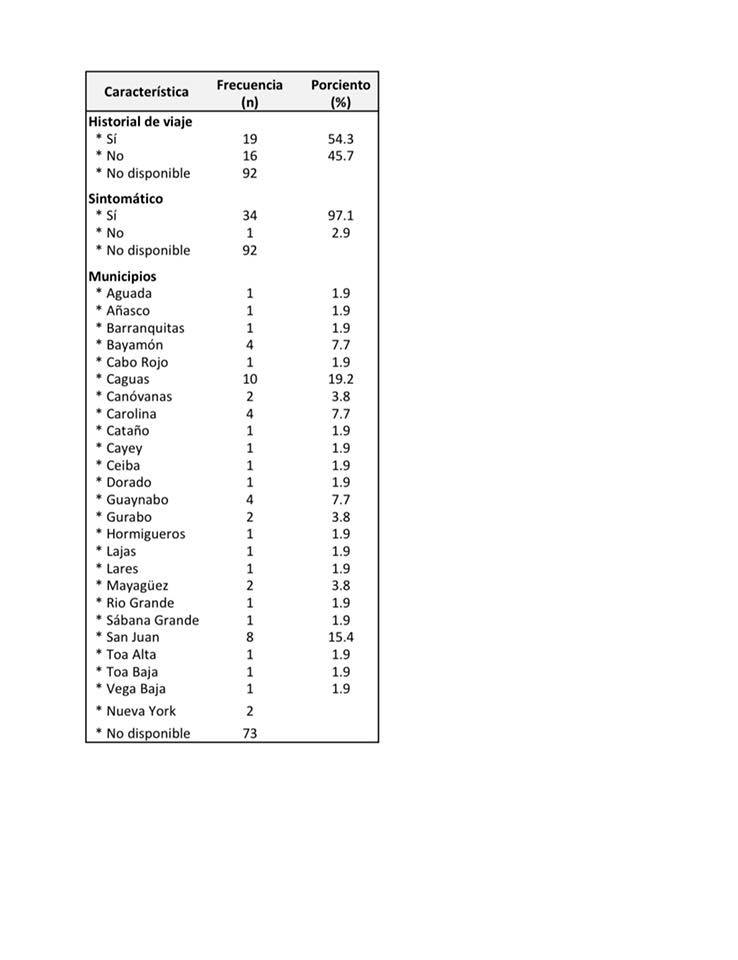 Característica Frecuencia (n) Porciento (%)
Historial de viaje
* Sí 19 54.3
* No 16 45.7
* No disponible 92
Sintomático
* Sí 34 97.1
* No 1 2.9
* No disponible 92
Municipios
* Aguada 1 1.9
* Añasco 1 1.9
* Barranquitas 1 1.9
* Bayamón 4 7.7
* Cabo Rojo 1 1.9
* Caguas 10 19.2
* Canóvanas 2 3.8
* Carolina 4 7.7
* Cataño 1 1.9
* Cayey 1 1.9
* Ceiba 1 1.9
* Dorado 1 1.9
* Guaynabo 4 7.7
* Gurabo 2 3.8
* Hormigueros 1 1.9
* Lajas 1 1.9
* Lares 1 1.9
* Mayagüez 2 3.8
* Rio Grande 1 1.9
* Sábana Grande 1 1.9
* San Juan 8 15.4
* Toa Alta 1 1.9
* Toa Baja 1 1.9
* Vega Baja 1 1.9
* Nueva York 2
* No disponible 73